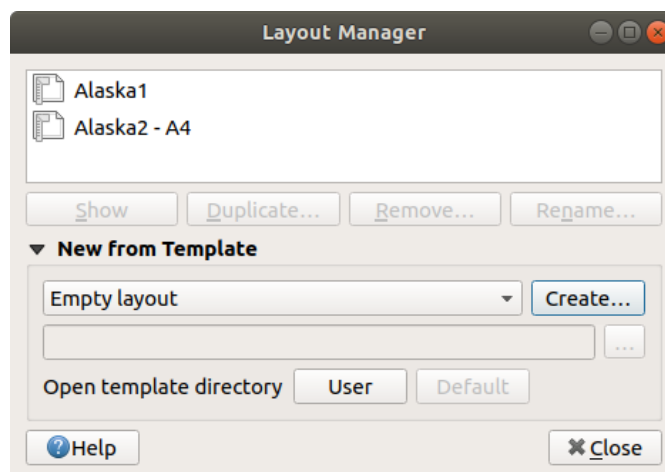 Layout Manager
Alaska1
Alaska2 - A4
Show Duplicate... Remove... Rename...
New from Template
Empty layout Create...
...
Open template directory User Default
Help Close